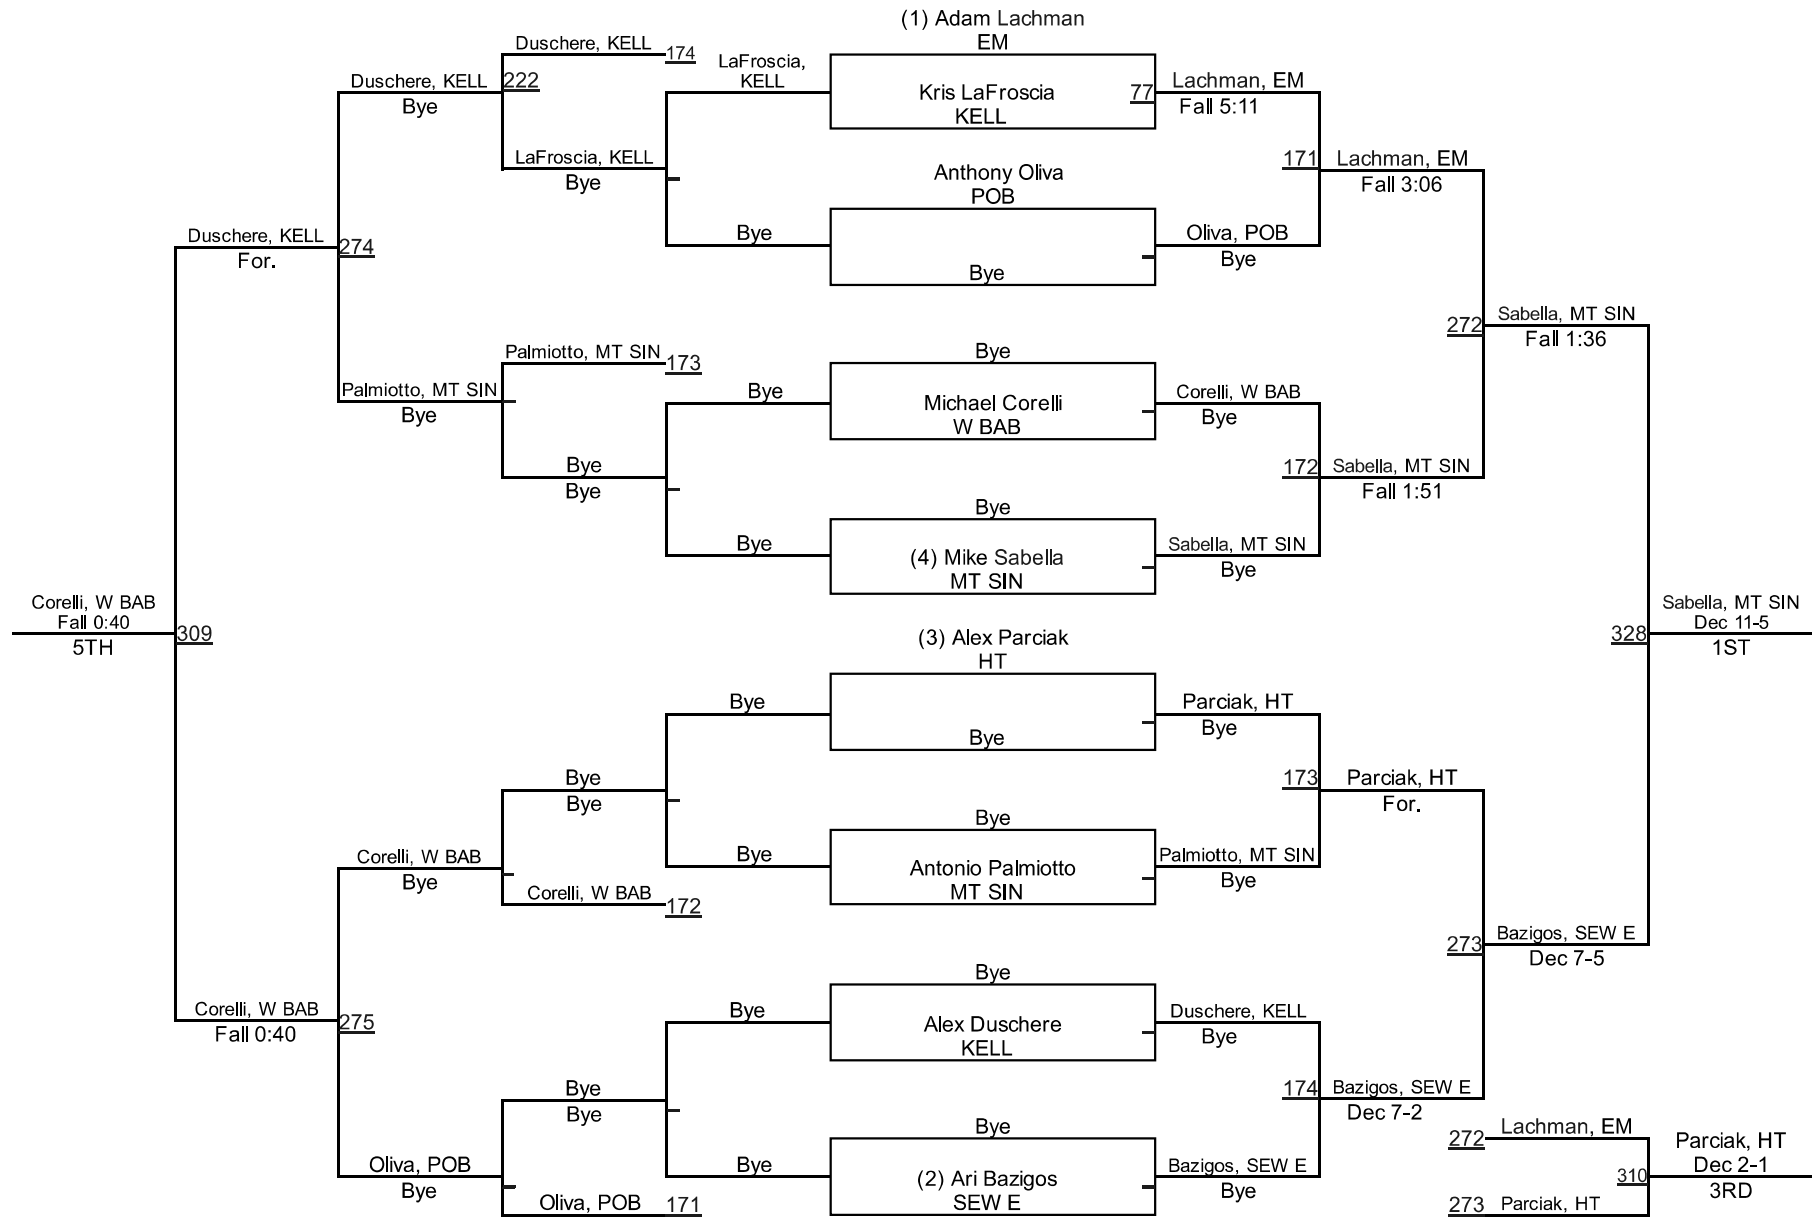 (1) Adam Lachman
EM
Duschere, KELL
174
LaFroscia,
KELL
Duschere, KELL
222
Bye
Kris LaFroscia
KELL
77
Lachman, EM
Fall 5:11
LaFroscia, KELL
Bye
Anthony Oliva
POB
171
Lachman, EM
Fall 3:06
Duschere, KELL
274
For.
Bye
Bye
Oliva, POB
Bye
272
Sabella, MT SIN
Fall 1:36
Palmiotto, MT SIN
173
Bye
Palmiotto, MT SIN
Bye
Bye
Michael Corelli
W BAB
Corelli, W BAB
Bye
Bye
Bye
172
Sabella, MT SIN
Fall 1:51
Bye
Bye
(4) Mike Sabella
MT SIN
Sabella, MT SIN
Bye
Corelli, W BAB
Fall 0:40
5TH
309
(3) Alex Parciak
HT
328
Sabella, MT SIN
Dec 11-5
1ST
Bye
Bye
Parciak, HT
Bye
Bye
Bye
173
Parciak, HT
For.
Bye
Corelli, W BAB
Bye
Bye
Antonio Palmiotto
MT SIN
Palmiotto, MT SIN
Bye
Corelli, W BAB
172
273
Bazigos, SEW E
Dec 7-5
Bye
Corelli, W BAB
275
Fall 0:40
Bye
Alex Duschere
KELL
Duschere, KELL
Bye
Bye
Bye
174
Bazigos, SEW E
Dec 7-2
Bye
Oliva, POB
Bye
Bye
(2) Ari Bazigos
SEW E
Bazigos, SEW E
Bye
Oliva, POB
171
272
Lachman, EM
310
Parciak, HT
Dec 2-1
3RD
273
Parciak, HT